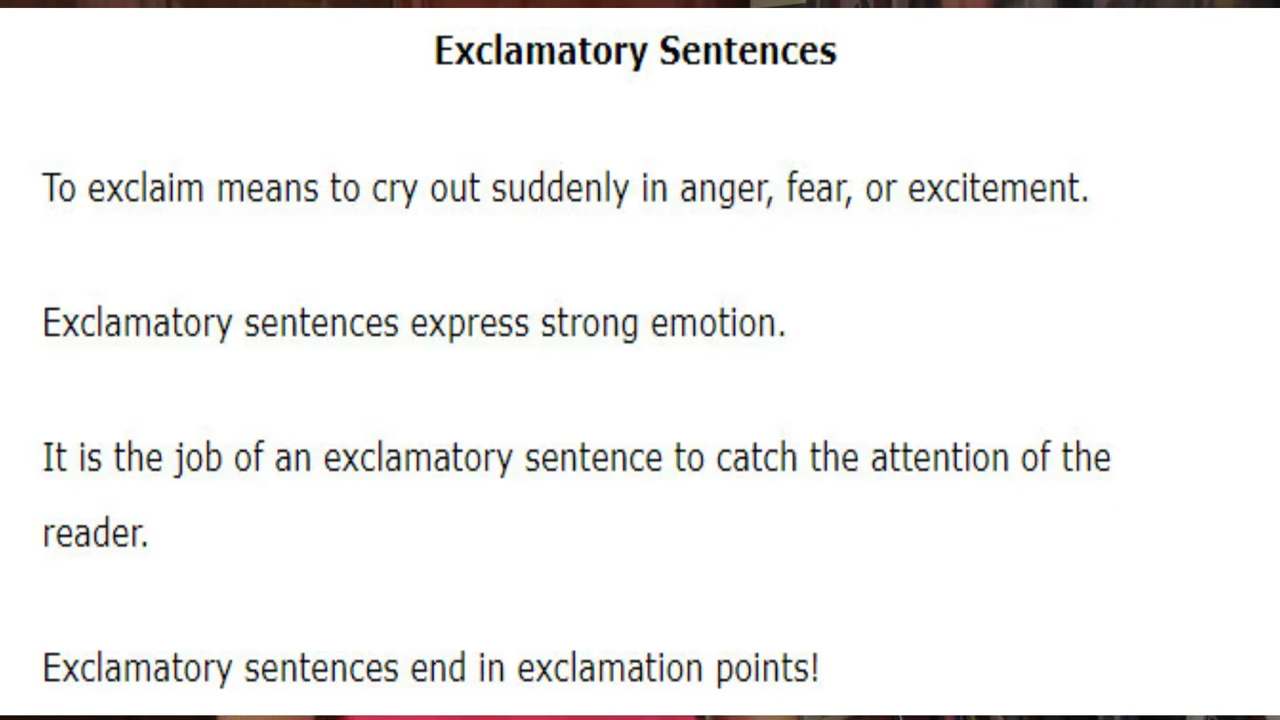 Exclamatory Sentences
To exclaim means to cry out suddenly in anger, fear, or excitement.
Exclamatory sentences express strong emotion.
It is the job of an exclamatory sentence to catch the attention of the
reader.
Exclamatory sentences end in exclamation points!